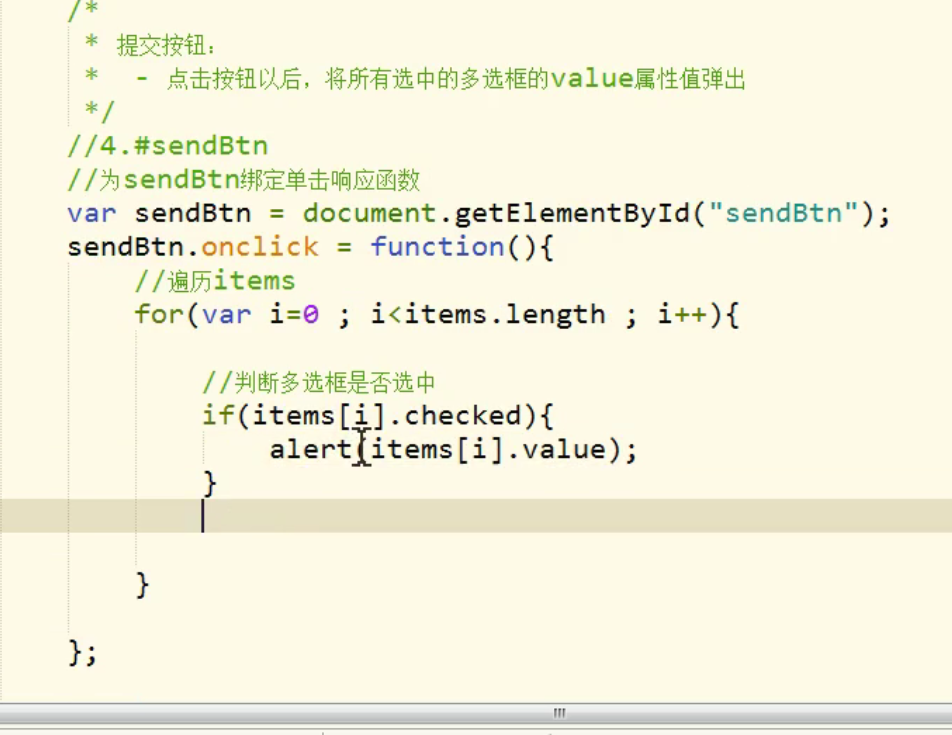 /*
* 提交按钮:
* - 点击按钮以后，将所有选中的多选框的value属性值弹出
*/
//4.#sendBtn
//为sendBtn绑定单击响应函数
var sendBtn = document.getElementById("sendBtn");
sendBtn.onclick = function(){
//遍历items
for(var i=0 ; i<items.length ; i++){
//判断多选框是否选中
if(items[i].checked){
alert(items[i].value);
}
}
};